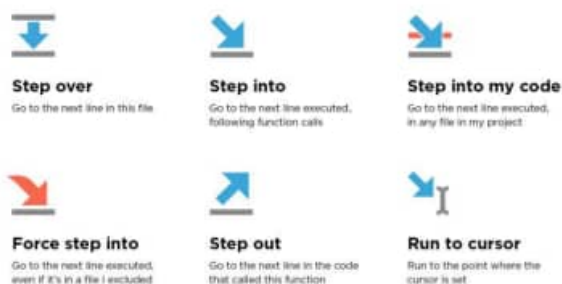 Step over
Go to the next line in this file
Step into
Go to the next line executed,
following function calls
Step into my code
Go to the next line executed,
in any file in my project
Force step into
Go to the next line executed,
even if it's in a file I excluded
Step out
Go to the next line in the code
that called this function
Run to cursor
Run to the point where the
cursor is set